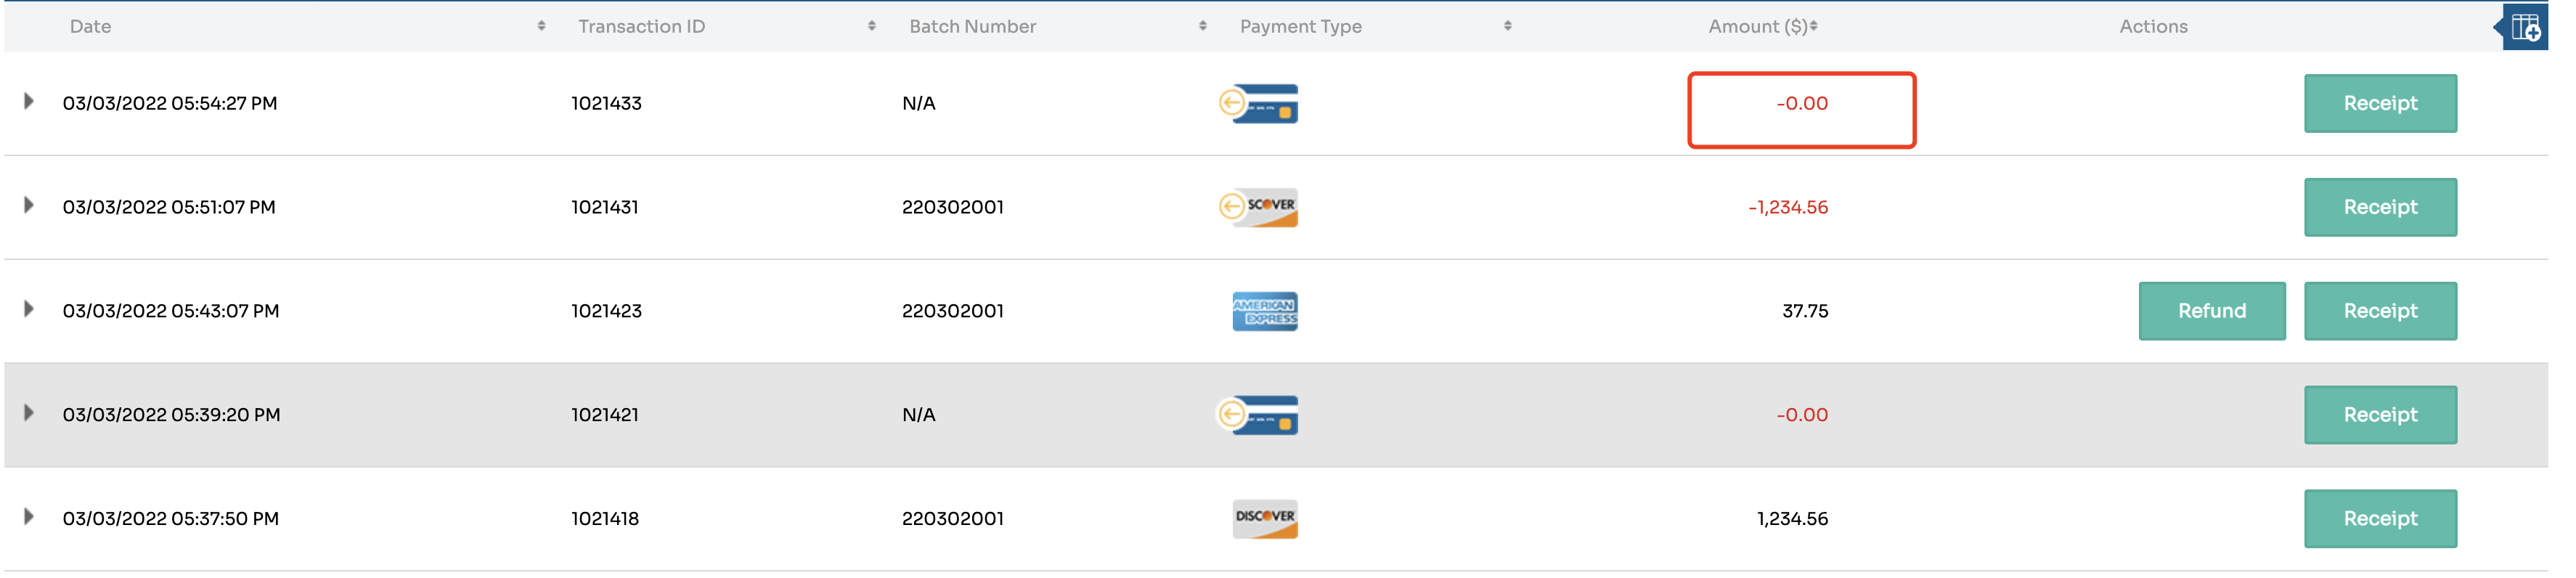 Date Transaction ID Batch Number Payment Type Amount ($) Actions
03/03/2022 05:54:27 PM 1021433 N/A -0.00 Receipt
03/03/2022 05:51:07 PM 1021431 220302001 SCOVER -1,234.56 Receipt
03/03/2022 05:43:07 PM 1021423 220302001 AMERICAN EXPRESS 37.75 Refund Receipt
03/03/2022 05:39:20 PM 1021421 N/A -0.00 Receipt
03/03/2022 05:37:50 PM 1021418 220302001 DISCOVER 1,234.56 Receipt